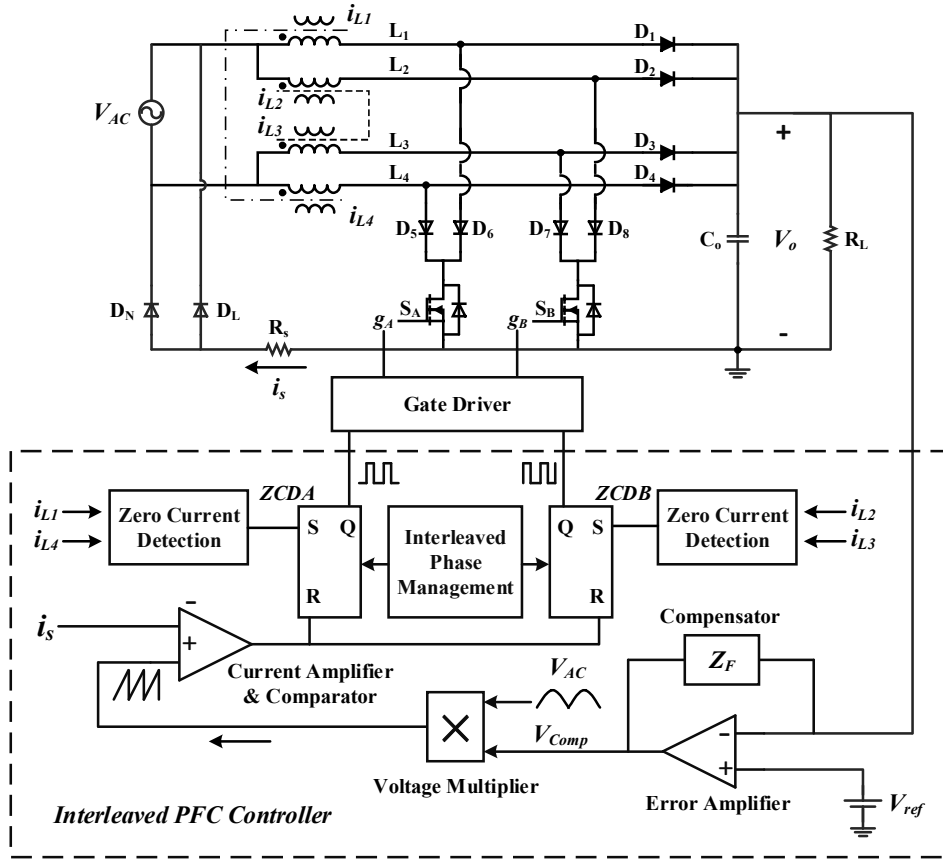 iL1
L1 D1
L2 D2
VAC
iL2
iL3
L3 D3
L4 D4
iL4
+
D5 D6 D7 D8
Co Vo RL
DN DL
SA SB
gA gB
Rs
-
is
Gate Driver
ZCDA ZCDB
iL1 iL2
iL4 iL3
Zero Current
Detection
S Q
R
Interleaved
Phase
Management
Q S
R
Zero Current
Detection
is
-
+
Current Amplifier
& Comparator
Compensator
ZF
VAC
VComp
×
Voltage Multiplier
-
+
Error Amplifier
Vref
Interleaved PFC Controller